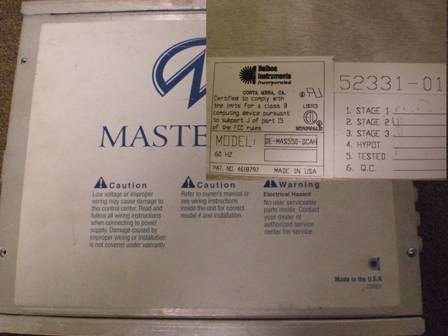 Balboa
Instruments
Incorporated
COSTA MESA, CA.
Certified to comply with
the limits for a class B
computing device pursuant
to subpart J of part 15
of the FCC rules
LISTED
MODEL:
DE-MAS550-DCAH
60 HZ
PAT. NO. 4618797
MADE IN USA
52331-01
1. STAGE 1
2. STAGE 2
3. STAGE 3
4. HYPOT
5. TESTED
6. Q.C.
MASTE
Caution
Low voltage or improper
wiring may cause damage to
this control center. Read and
follow all wiring instructions
when connecting to power
supply. Damage caused by
improper wiring or installation
is not covered under warranty.
Caution
Refer to owner's manual or
see wiring instructions
inside the unit for correct
model # and installation.
Warning
Electrical Hazard:
No user serviceable
parts inside. Contact
your dealer or
authorized service
center for service.
Made in the U.S.A.